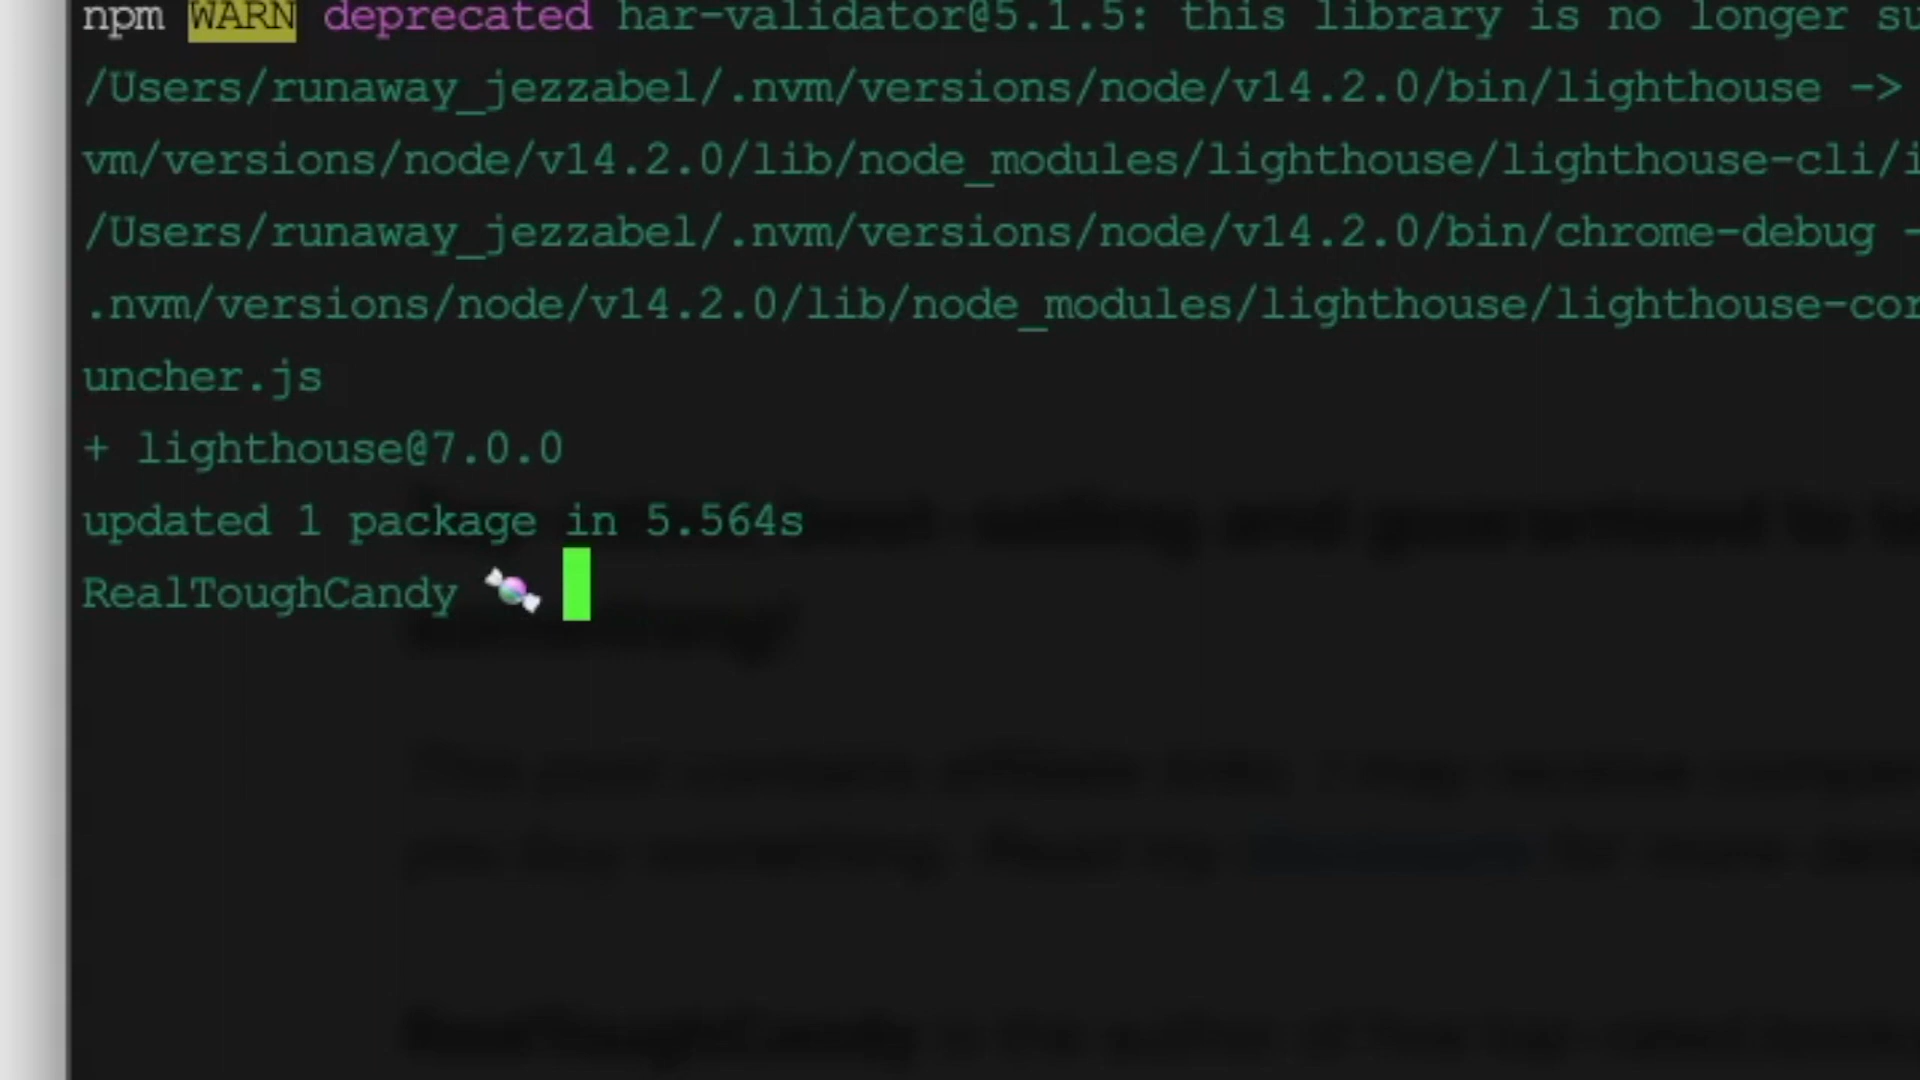 npm WARN deprecated har-validator@5.1.5: this library is no longer su
/Users/runaway_jezzabel/.nvm/versions/node/v14.2.0/bin/lighthouse ->
vm/versions/node/v14.2.0/lib/node_modules/lighthouse/lighthouse-cli/i
/Users/runaway_jezzabel/.nvm/versions/node/v14.2.0/bin/chrome-debug -
.nvm/versions/node/v14.2.0/lib/node_modules/lighthouse/lighthouse-cor
uncher.js
+ lighthouse@7.0.0
updated 1 package in 5.564s
RealToughCandy 🍬